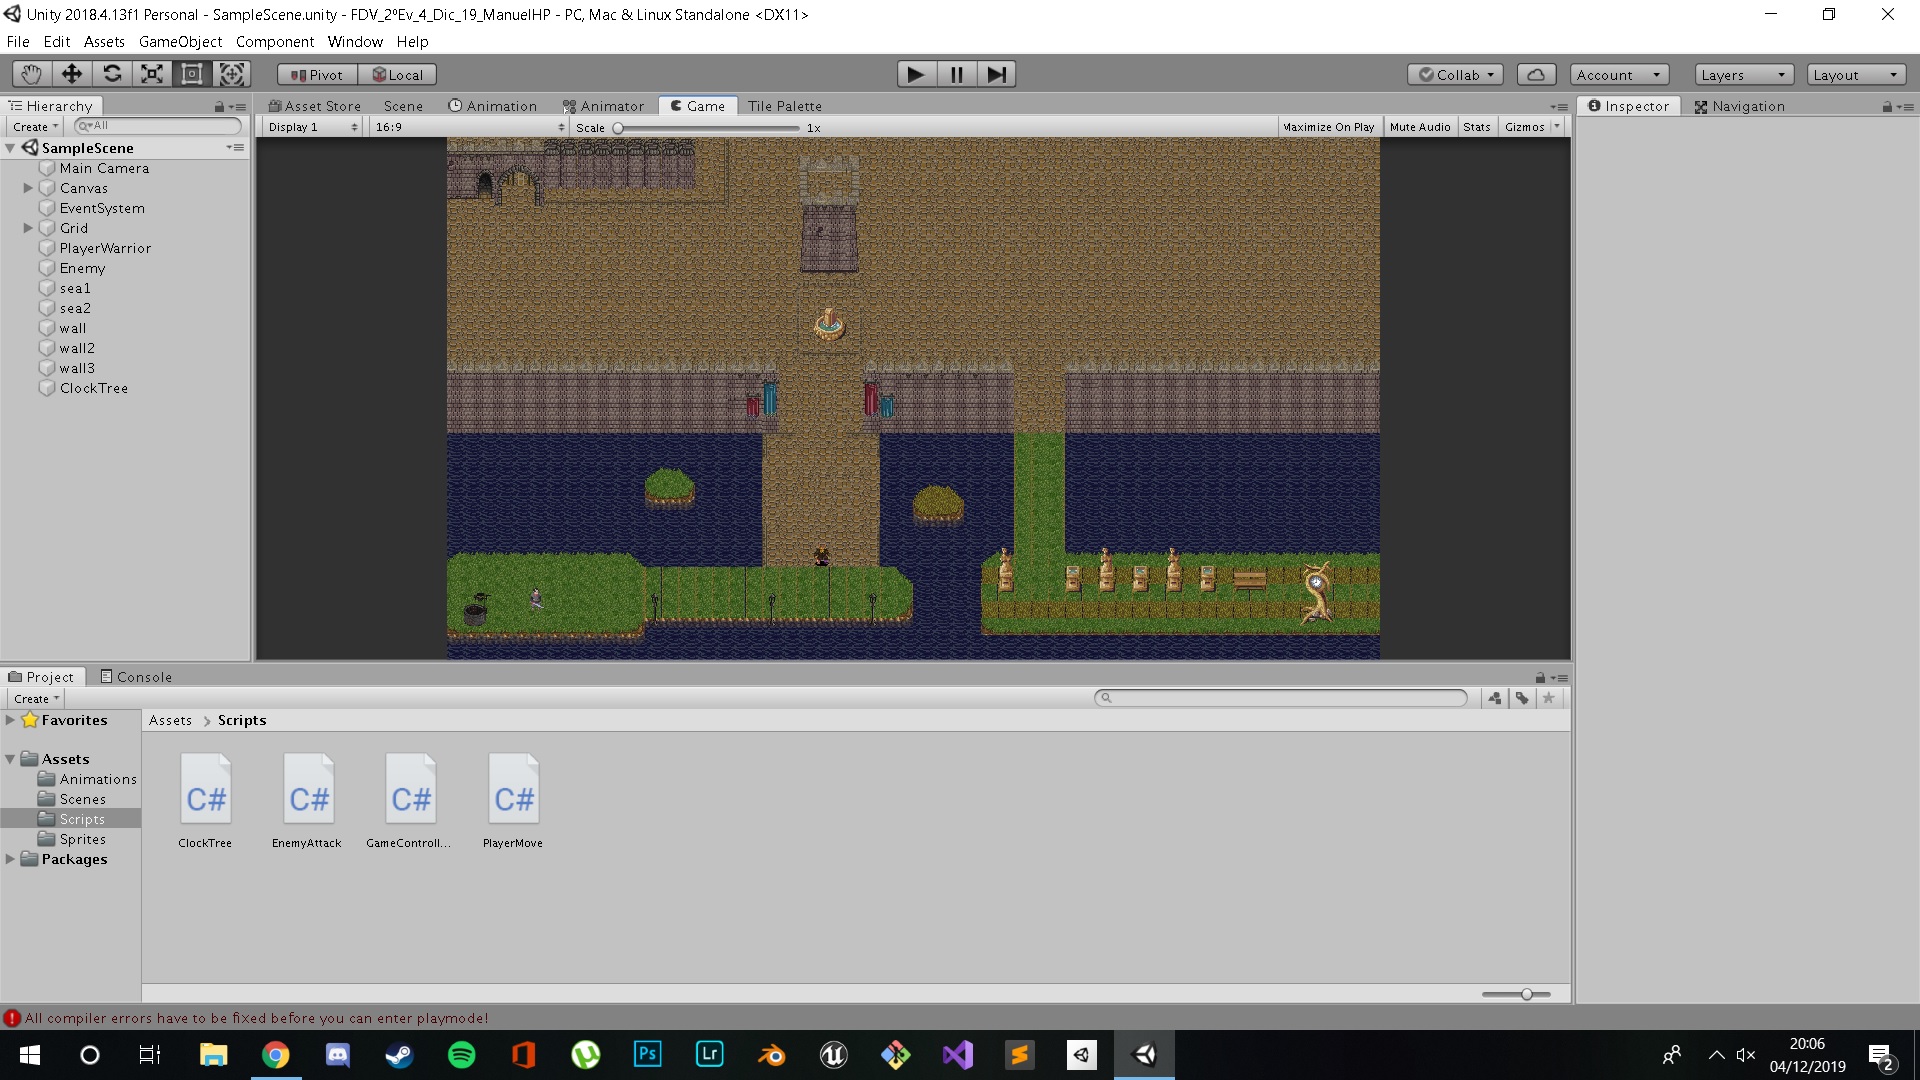 Unity 2018.4.13f1 Personal - SampleScene.unity - FDV_2ºEv_4_Dic_19_ManuelHP - PC, Mac & Linux Standalone <DX11>
File Edit Assets GameObject Component Window Help
Pivot Local Collab Account Layers Layout
Hierarchy Asset Store Scene Animation Animator Game Tile Palette Inspector Navigation
Create All Display 1 16:9 Scale 1x Maximize On Play Mute Audio Stats Gizmos
SampleScene
Main Camera
Canvas
EventSystem
Grid
PlayerWarrior
Enemy
sea1
sea2
wall
wall2
wall3
ClockTree
Project Console
Create
Favorites
Assets
Animations
Scenes
Scripts
Sprites
Packages
Assets Scripts
C# C# C# C#
ClockTree EnemyAttack GameControll... PlayerMove
All compiler errors have to be fixed before you can enter playmode!
Ps Lr
20:06
04/12/2019
2